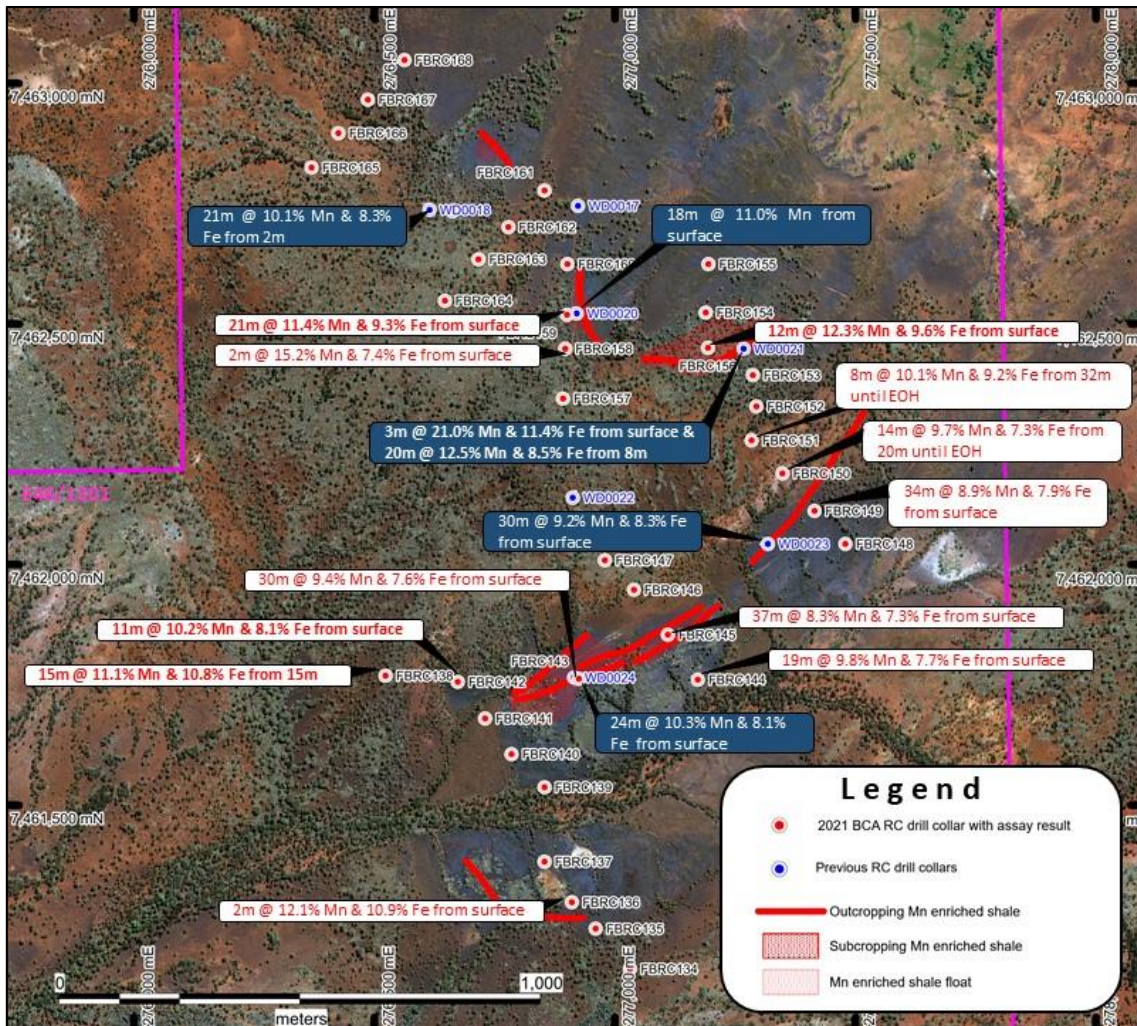 276,000 mE
276,500 mE
277,000 mE
277,500 mE
278,000 mE
FBRC168
7,463,000 mN
7,463,000 mN
FBRC167
FBRC166
FBRC165
FBRC161
21m @ 10.1% Mn & 8.3%
Fe from 2m
WD0018
WD0017
18m @ 11.0% Mn from
surface
FBRC162
FBRC163
FBRC155
FBRC164
WD0020
FBRC154
21m @ 11.4% Mn & 9.3% Fe from surface
7,462,500 mN
12m @ 12.3% Mn & 9.6% Fe from surface
7,462,500 mN
2m @ 15.2% Mn & 7.4% Fe from surface
FBRC158
WD0021
FBRC153
8m @ 10.1% Mn & 9.2% Fe from 32m
until EOH
FBRC157
FBRC152
3m @ 21.0% Mn & 11.4% Fe from surface &
20m @ 12.5% Mn & 8.5% Fe from 8m
FBRC151
14m @ 9.7% Mn & 7.3% Fe from
20m until EOH
FBRC150
WD0022
34m @ 8.9% Mn & 7.9% Fe
from surface
FBRC149
30m @ 9.2% Mn & 8.3% Fe
from surface
WD0023
FBRC148
7,462,000 mN
7,462,000 mN
FBRC147
30m @ 9.4% Mn & 7.6% Fe from surface
FBRC146
37m @ 8.3% Mn & 7.3% Fe from surface
11m @ 10.2% Mn & 8.1% Fe from surface
FBRC145
FBRC143
19m @ 9.8% Mn & 7.7% Fe from surface
15m @ 11.1% Mn & 10.8% Fe from 15m
FBRC138
FBRC142
WD0024
FBRC144
24m @ 10.3% Mn & 8.1%
Fe from surface
FBRC141
FBRC140
FBRC139
7,461,500 mN
FBRC137
2m @ 12.1% Mn & 10.9% Fe from surface
FBRC136
FBRC135
FBRC134
276,000 mE
277,000 mE
0
1,000
meters
Legend
2021 BCA RC drill collar with assay result
Previous RC drill collars
Outcropping Mn enriched shale
Subcropping Mn enriched shale
Mn enriched shale float